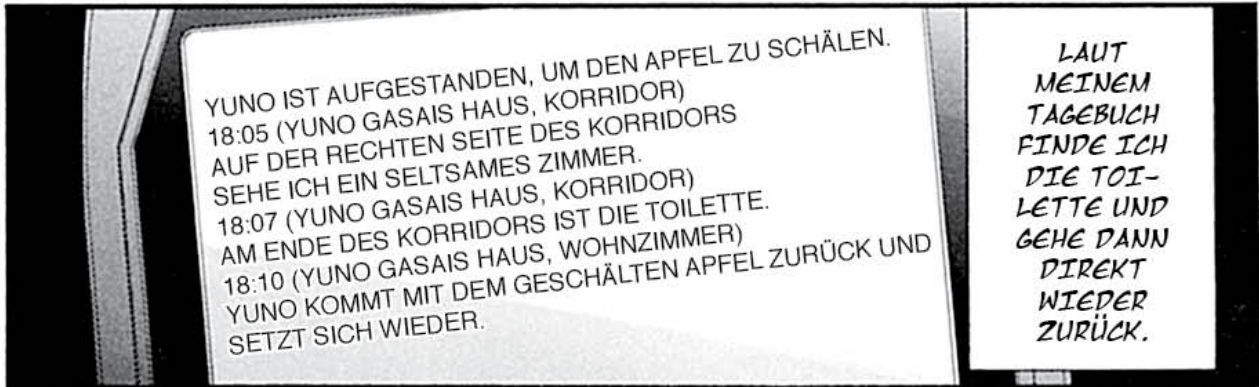 YUNO IST AUFGESTANDEN, UM DEN APFEL ZU SCHÄLEN.
18:05 (YUNO GASAIS HAUS, KORRIDOR)
AUF DER RECHTEN SEITE DES KORRIDORS
SEHE ICH EIN SELTSAMES ZIMMER.
18:07 (YUNO GASAIS HAUS, KORRIDOR)
AM ENDE DES KORRIDORS IST DIE TOILETTE.
18:10 (YUNO GASAIS HAUS, WOHNZIMMER)
YUNO KOMMT MIT DEM GESCHÄLTEN APFEL ZURÜCK UND
SETZT SICH WIEDER.
LAUT
MEINEM
TAGEBUCH
FINDE ICH
DIE TOI-
LETTE UND
GEHE DANN
DIREKT
WIEDER
ZURÜCK.